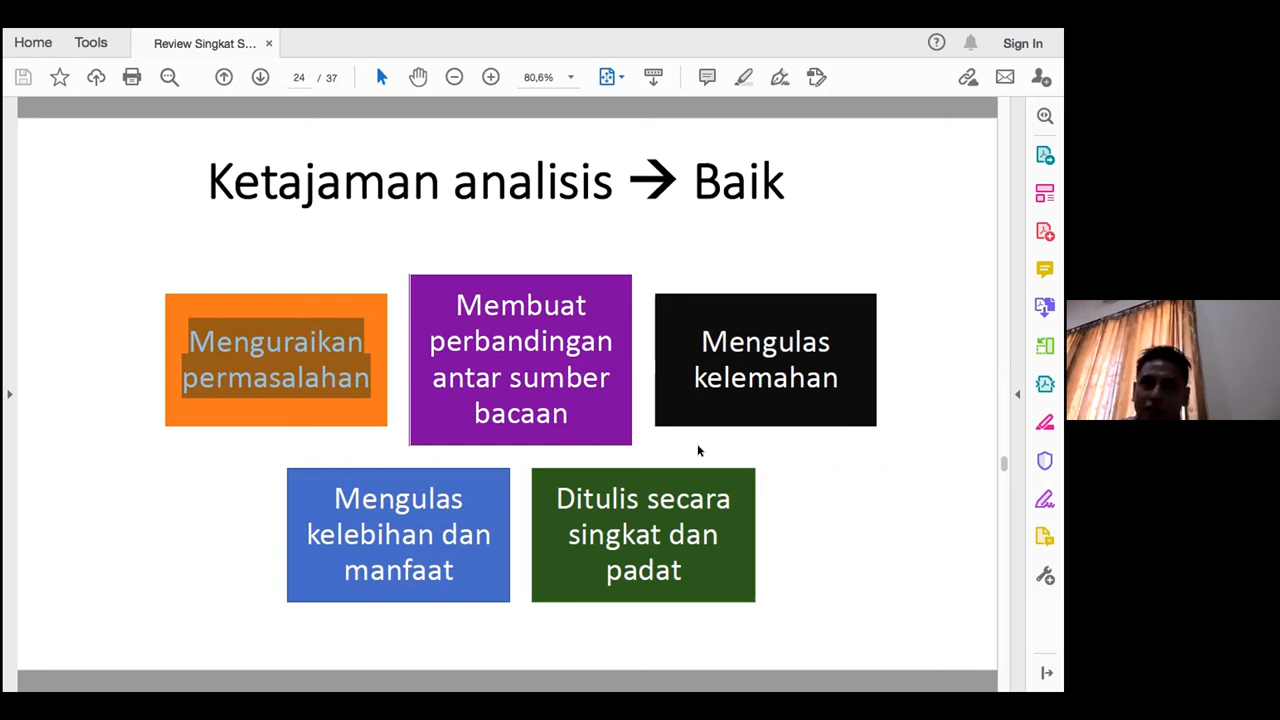 Home Tools Review Singkat S... × Sign In
24 / 37 80,6%
Ketajaman analisis → Baik
Menguraikan
permasalahan
Membuat
perbandingan
antar sumber
bacaan
Mengulas
kelemahan
Mengulas
kelebihan dan
manfaat
Ditulis secara
singkat dan
padat